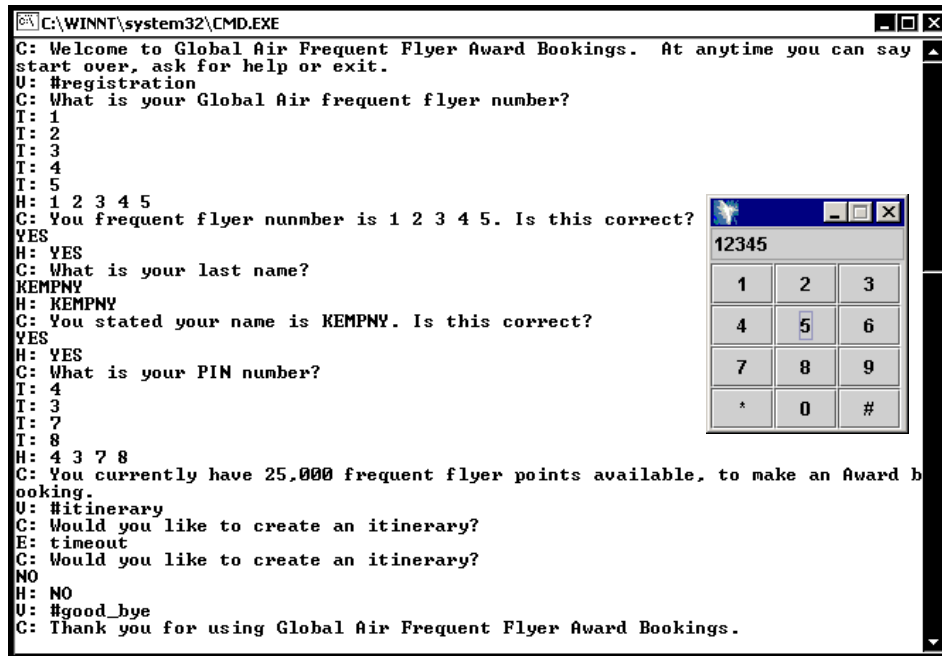 C:\WINNT\system32\CMD.EXE
C: Welcome to Global Air Frequent Flyer Award Bookings.  At anytime you can say
start over, ask for help or exit.
V: #registration
C: What is your Global Air frequent flyer number?
T: 1
T: 2
T: 3
T: 4
T: 5
H: 1 2 3 4 5
C: You frequent flyer nunmber is 1 2 3 4 5. Is this correct?
YES
H: YES
C: What is your last name?
KEMPNY
H: KEMPNY
C: You stated your name is KEMPNY. Is this correct?
YES
H: YES
C: What is your PIN number?
T: 4
T: 3
T: 7
T: 8
H: 4 3 7 8
C: You currently have 25,000 frequent flyer points available, to make an Award b
ooking.
V: #itinerary
C: Would you like to create an itinerary?
E: timeout
C: Would you like to create an itinerary?
NO
H: NO
V: #good_bye
C: Thank you for using Global Air Frequent Flyer Award Bookings.
12345
1 2 3
4 5 6
7 8 9
* 0 #